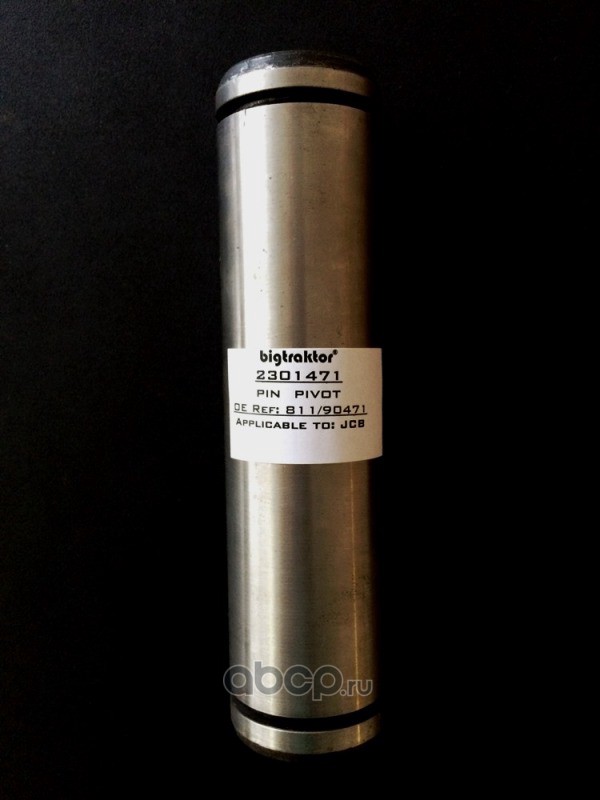 bigtraktor®
2301471
PIN PIVOT
OE REF: 811/90471
APPLICABLE TO: JCB
abcp.ru